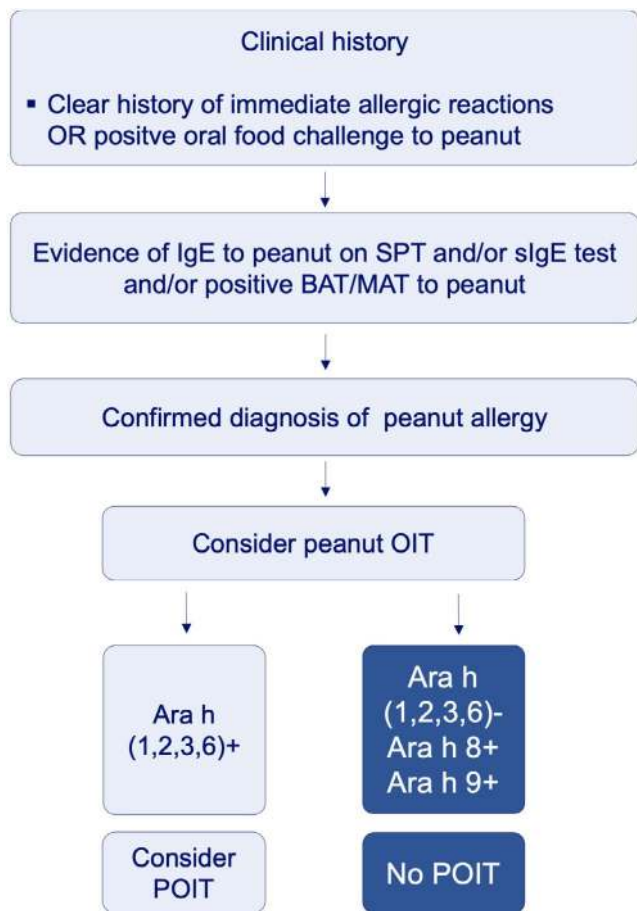 Clinical history
▪ Clear history of immediate allergic reactions
OR positve oral food challenge to peanut
Evidence of IgE to peanut on SPT and/or sIgE test
and/or positive BAT/MAT to peanut
Confirmed diagnosis of peanut allergy
Consider peanut OIT
Ara h
(1,2,3,6)+
Consider
POIT
Ara h
(1,2,3,6)-
Ara h 8+
Ara h 9+
No POIT